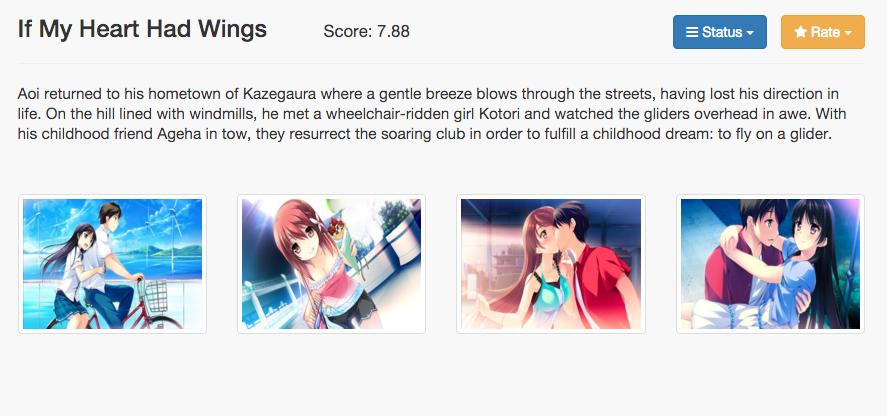 If My Heart Had Wings
Score: 7.88
Status
Rate
Aoi returned to his hometown of Kazegaura where a gentle breeze blows through the streets, having lost his direction in
life. On the hill lined with windmills, he met a wheelchair-ridden girl Kotori and watched the gliders overhead in awe. With
his childhood friend Ageha in tow, they resurrect the soaring club in order to fulfill a childhood dream: to fly on a glider.